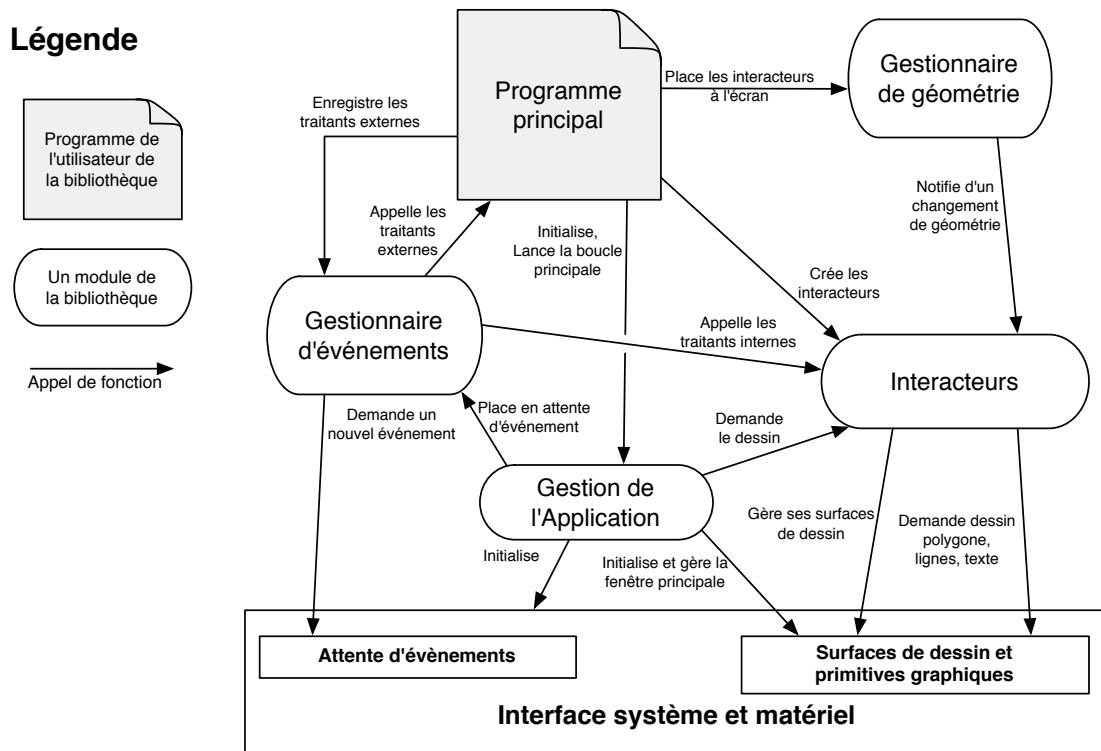 Légende
Programme de
l'utilisateur de
la bibliothèque
Un module de
la bibliothèque
Appel de fonction
Programme
principal
Place les interacteurs
à l'écran
Gestionnaire
de géométrie
Enregistre les
traitants externes
Appelle les
traitants
externes
Initialise,
Lance la boucle
principale
Notifie d'un
changement
de géométrie
Crée les
interacteurs
Gestionnaire
d'événements
Appelle les
traitants internes
Interacteurs
Demande un
nouvel événement
Place en attente
d'événement
Demande
le dessin
Gestion de
l'Application
Gère ses surfaces
de dessin
Demande dessin
polygone,
lignes, texte
Initialise
Initialise et gère la
fenêtre principale
Attente d'évènements
Surfaces de dessin et
primitives graphiques
Interface système et matériel